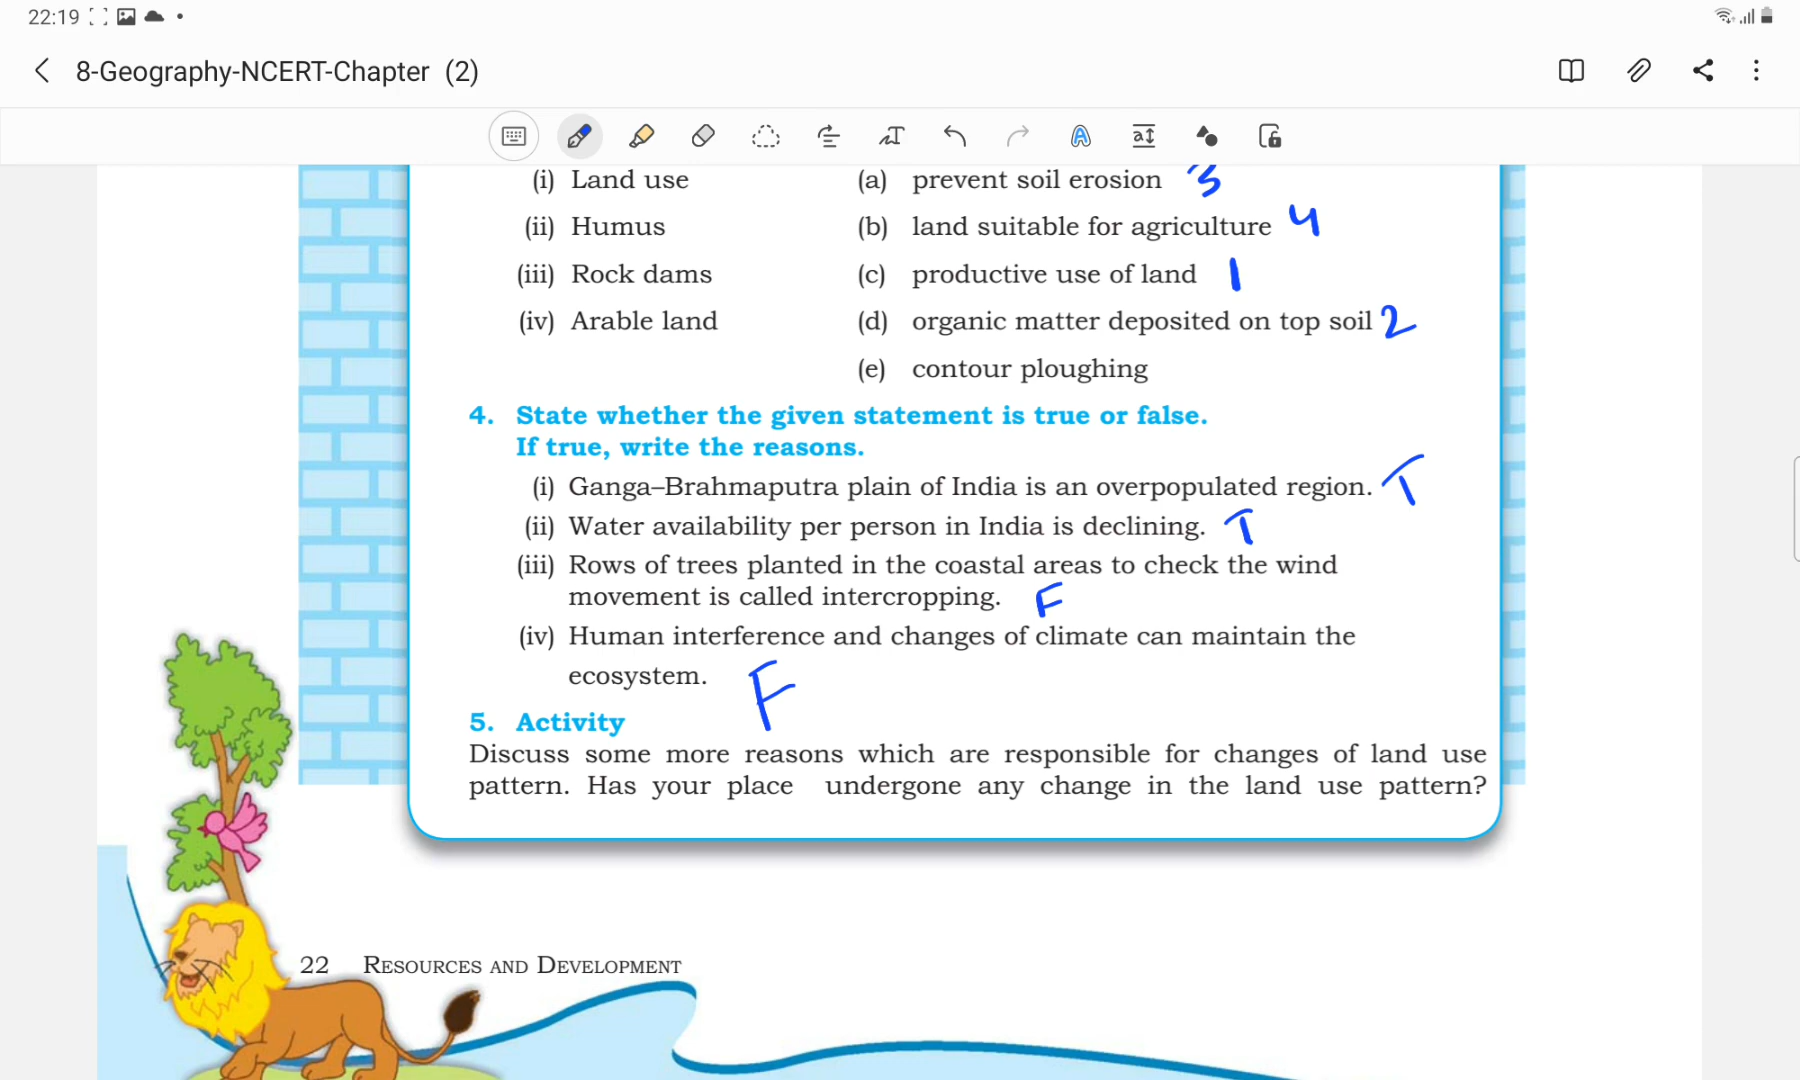 22:19
8-Geography-NCERT-Chapter (2)
(i) Land use (a) prevent soil erosion 3
(ii) Humus (b) land suitable for agriculture 4
(iii) Rock dams (c) productive use of land 1
(iv) Arable land (d) organic matter deposited on top soil 2
(e) contour ploughing
4. State whether the given statement is true or false.
If true, write the reasons.
(i) Ganga–Brahmaputra plain of India is an overpopulated region. T
(ii) Water availability per person in India is declining. T
(iii) Rows of trees planted in the coastal areas to check the wind
movement is called intercropping. F
(iv) Human interference and changes of climate can maintain the
ecosystem. F
5. Activity
Discuss some more reasons which are responsible for changes of land use
pattern. Has your place undergone any change in the land use pattern?
22 RESOURCES AND DEVELOPMENT